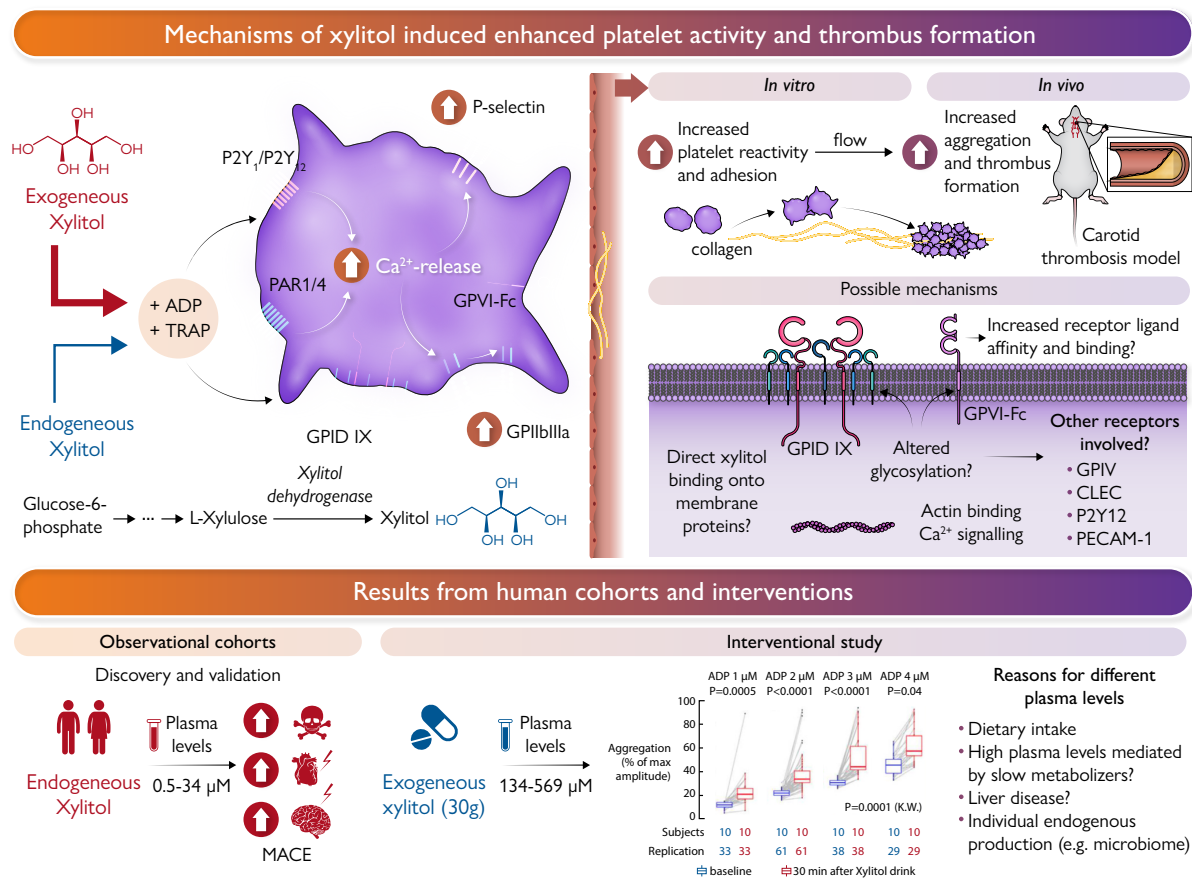 Mechanisms of xylitol induced enhanced platelet activity and thrombus formation
OH
HO
OH
OH OH
Exogeneous
Xylitol
+ ADP
+ TRAP
Endogeneous
Xylitol
P-selectin
P2Y1/P2Y12
Ca2+-release
PAR1/4
GPVI-Fc
GPIIbIIIa
GPID IX
Glucose-6-
phosphate
...
L-Xylulose
Xylitol
dehydrogenase
Xylitol
OH
HO
OH
OH OH
In vitro
Increased
platelet reactivity
and adhesion
flow
collagen
In vivo
Increased
aggregation
and thrombus
formation
Carotid
thrombosis model
Possible mechanisms
Increased receptor ligand
affinity and binding?
GPVI-Fc
GPID IX
Direct xylitol
binding onto
membrane
proteins?
Altered
glycosylation?
Actin binding
Ca2+ signalling
Other receptors
involved?
• GPIV
• CLEC
• P2Y12
• PECAM-1
Results from human cohorts and interventions
Observational cohorts
Discovery and validation
Endogeneous
Xylitol
Plasma
levels
0.5-34 µM
MACE
Interventional study
Exogeneous
xylitol (30g)
Plasma
levels
134-569 µM
ADP 1 µM ADP 2 µM ADP 3 µM ADP 4 µM
P=0.0005 P<0.0001 P<0.0001 P=0.04
Aggregation
(% of max
amplitude)
100
80
60
40
20
0
P=0.0001 (K.W.)
Subjects 10 10 10 10 10 10 10 10
Replication 33 33 61 61 38 38 29 29
baseline 30 min after Xylitol drink
Reasons for different
plasma levels
• Dietary intake
• High plasma levels mediated
by slow metabolizers?
• Liver disease?
• Individual endogenous
production (e.g. microbiome)